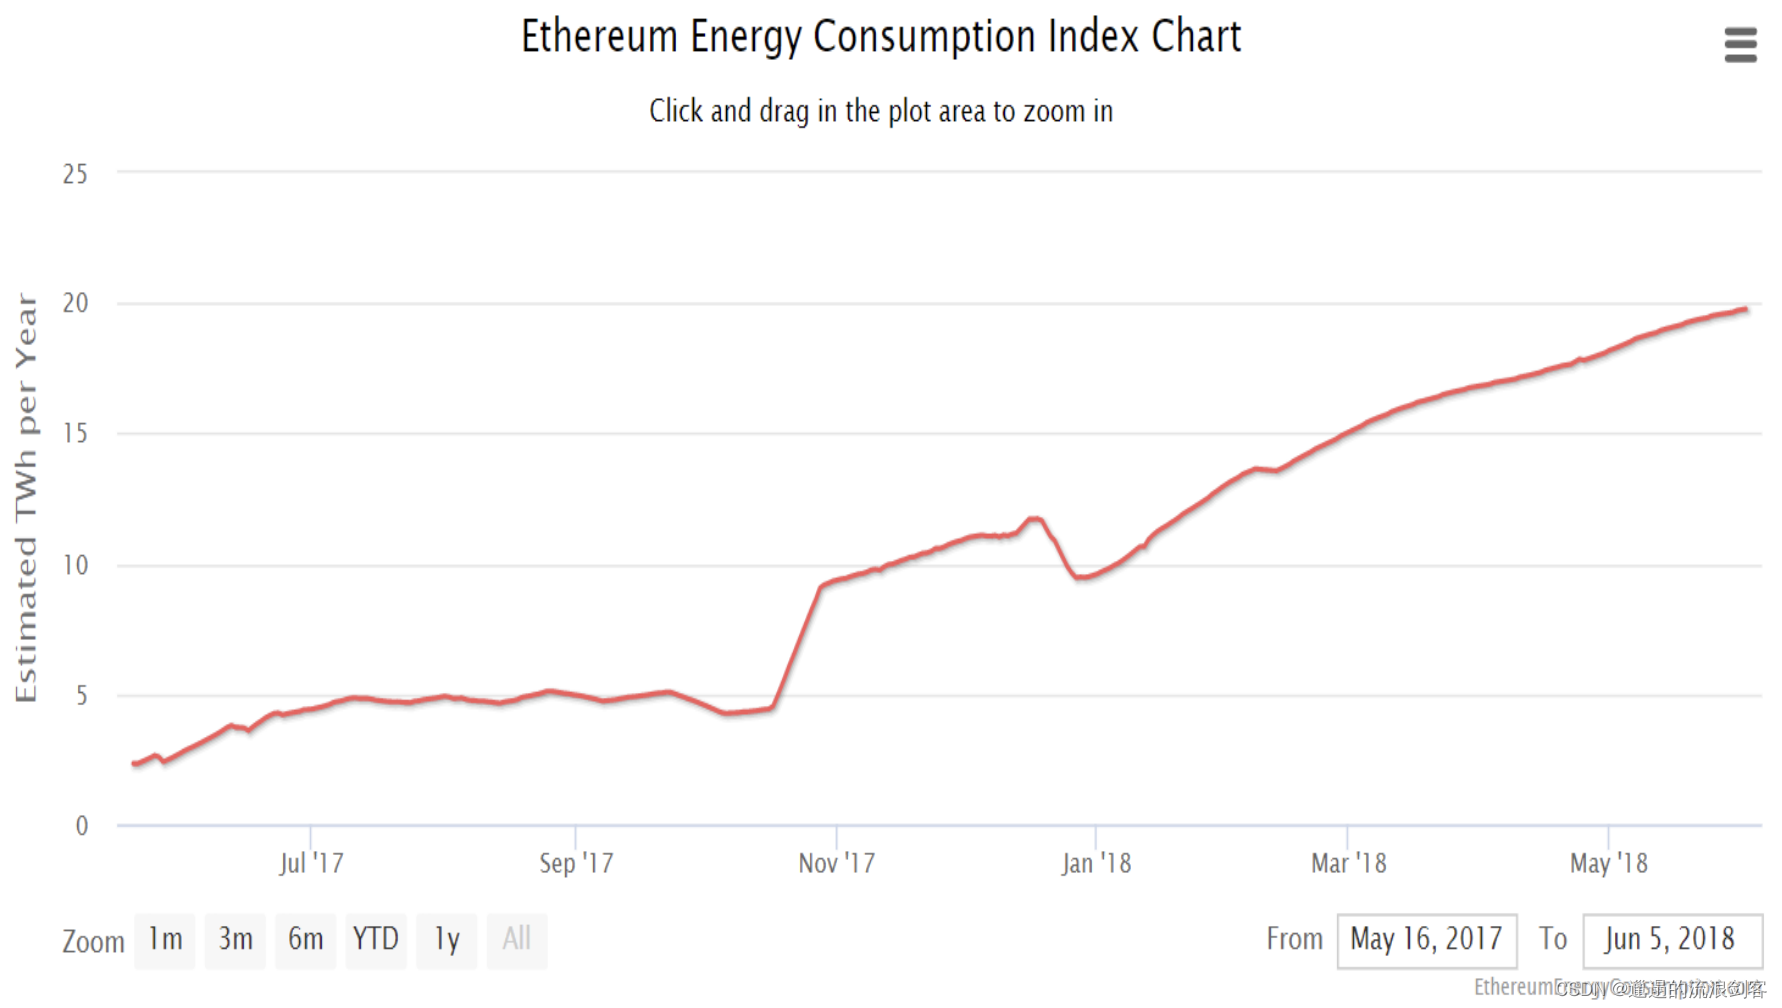 Ethereum Energy Consumption Index Chart
Click and drag in the plot area to zoom in
Estimated TWh per Year
25
20
15
10
5
0
Jul '17 Sep '17 Nov '17 Jan '18 Mar '18 May '18
Zoom 1m 3m 6m YTD 1y All From May 16, 2017 To Jun 5, 2018
CSDN